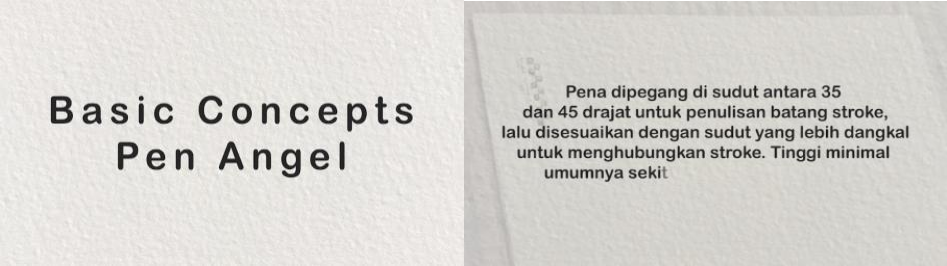 Basic Concepts
Pen Angel
Pena dipegang di sudut antara 35
dan 45 drajat untuk penulisan batang stroke,
lalu disesuaikan dengan sudut yang lebih dangkal
untuk menghubungkan stroke. Tinggi minimal
umumnya sekit